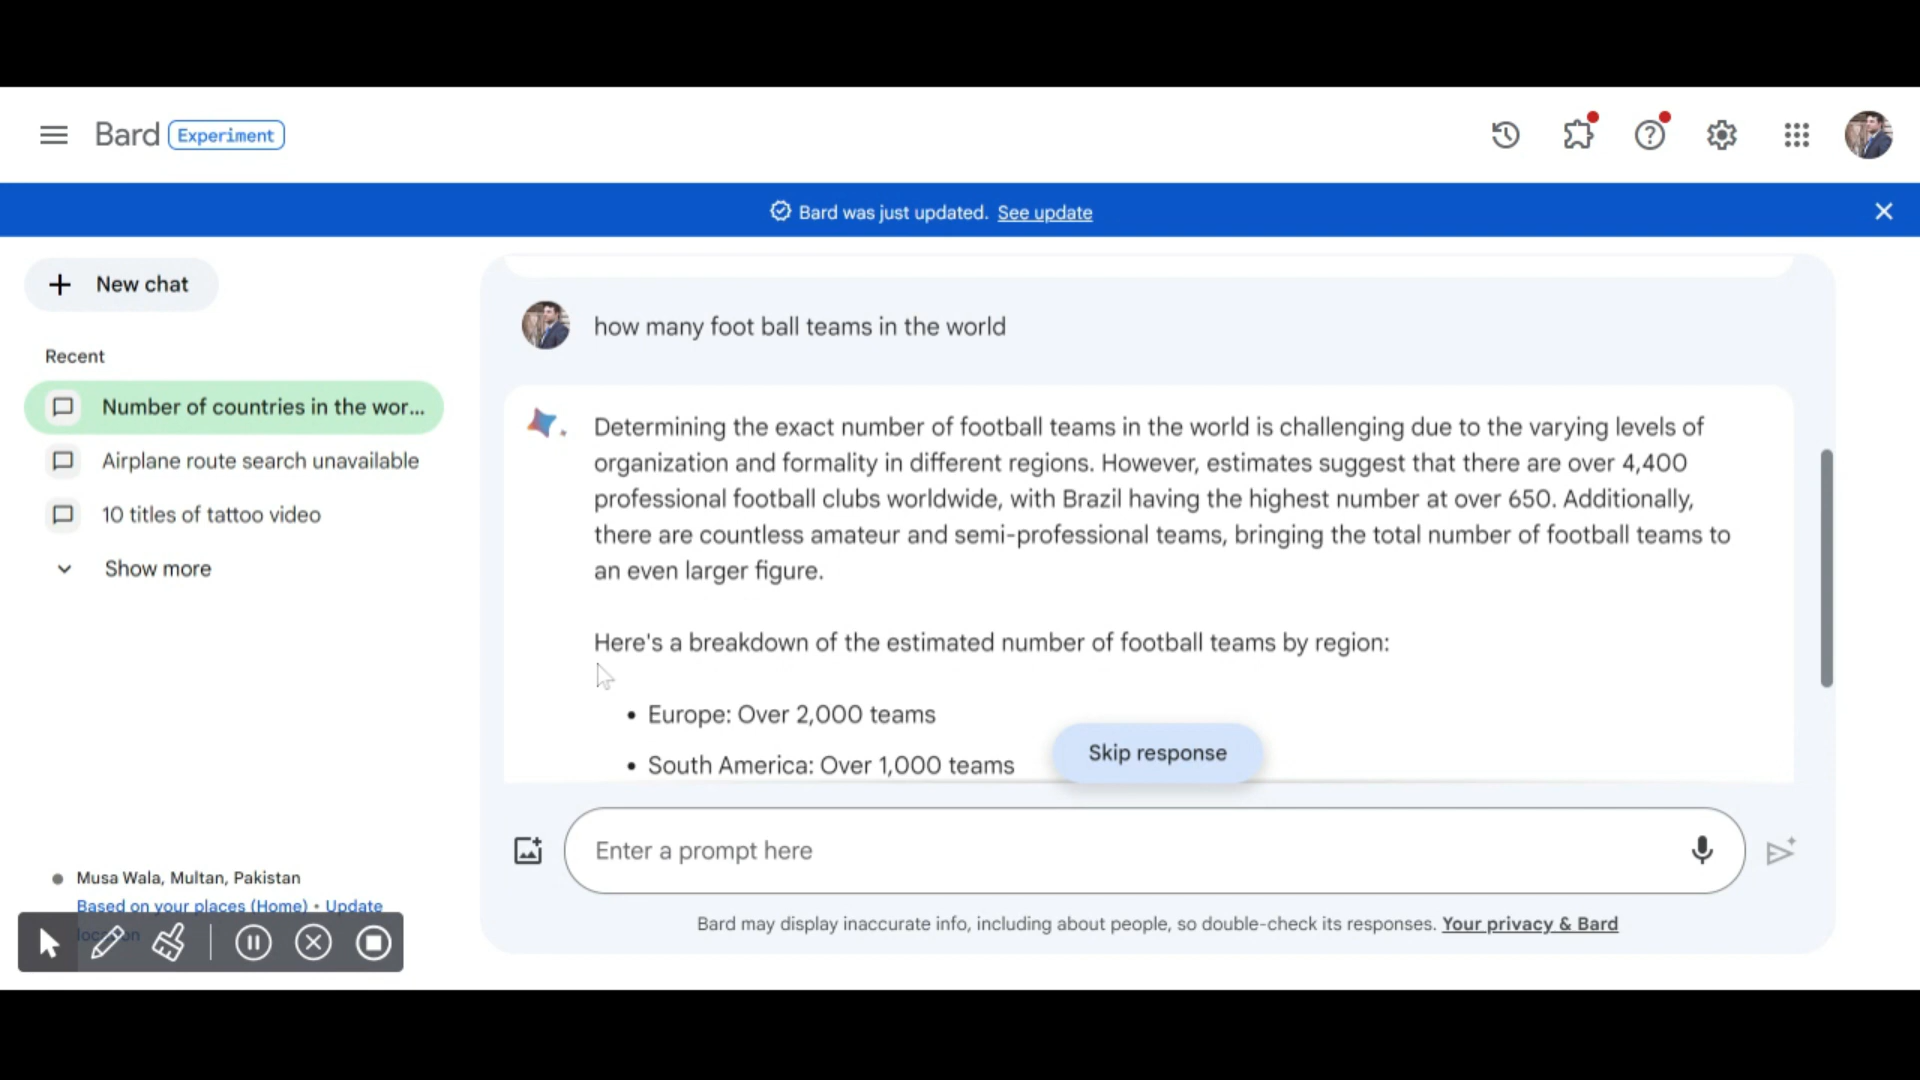 Bard Experiment
Bard was just updated. See update
New chat
Recent
Number of countries in the wor...
Airplane route search unavailable
10 titles of tattoo video
Show more
how many foot ball teams in the world
Determining the exact number of football teams in the world is challenging due to the varying levels of
organization and formality in different regions. However, estimates suggest that there are over 4,400
professional football clubs worldwide, with Brazil having the highest number at over 650. Additionally,
there are countless amateur and semi-professional teams, bringing the total number of football teams to
an even larger figure.
Here's a breakdown of the estimated number of football teams by region:
• Europe: Over 2,000 teams
• South America: Over 1,000 teams
Skip response
Enter a prompt here
Bard may display inaccurate info, including about people, so double-check its responses. Your privacy & Bard
Musa Wala, Multan, Pakistan
Based on your places (Home) • Update
location